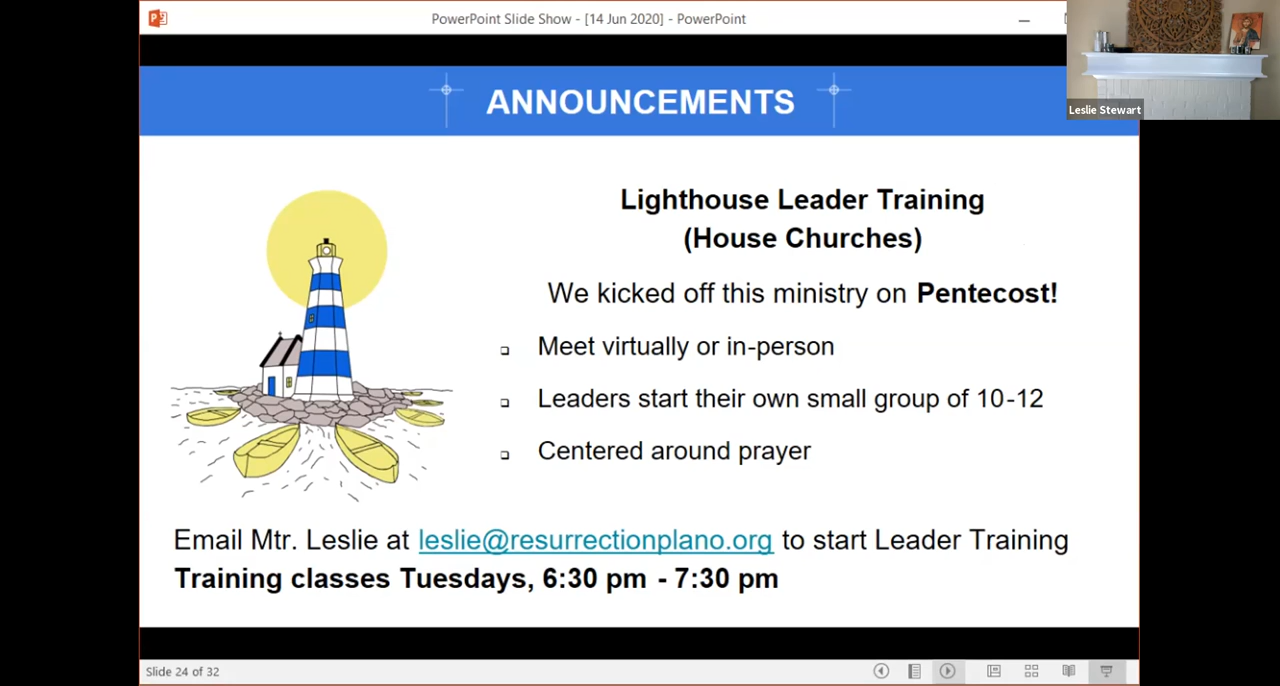 PowerPoint Slide Show - [14 Jun 2020] - PowerPoint
Leslie Stewart
ANNOUNCEMENTS
Lighthouse Leader Training
(House Churches)
We kicked off this ministry on Pentecost!
Meet virtually or in-person
Leaders start their own small group of 10-12
Centered around prayer
Email Mtr. Leslie at leslie@resurrectionplano.org to start Leader Training
Training classes Tuesdays, 6:30 pm - 7:30 pm
Slide 24 of 32